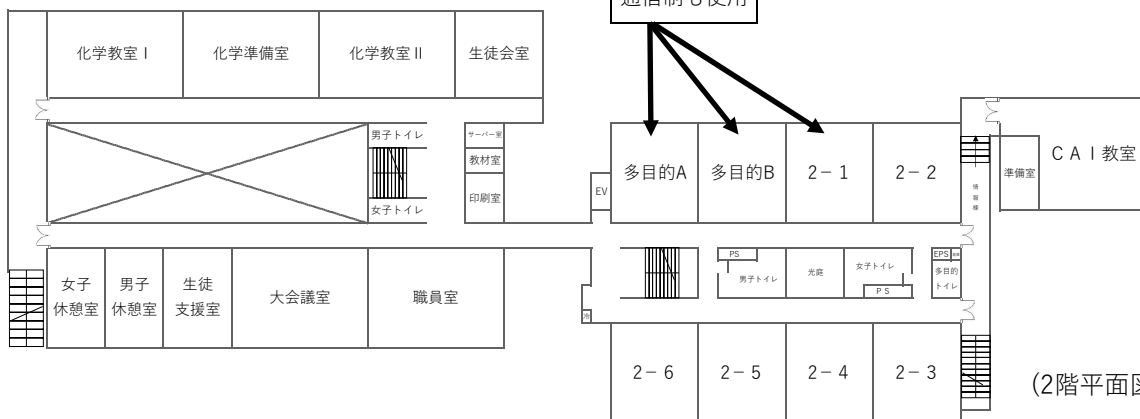 通信制も使用
化学教室Ⅰ
化学準備室
化学教室Ⅱ
生徒会室
男子トイレ
女子トイレ
サーバー室
教材室
印刷室
EV
多目的A
多目的B
2－1
2－2
情報棟
準備室
ＣＡＩ教室
女子
休憩室
男子
休憩室
生徒
支援室
大会議室
職員室
PS
男子トイレ
光庭
女子トイレ
ＰＳ
EPS
多目的
トイレ
2－6
2－5
2－4
2－3
(2階平面図